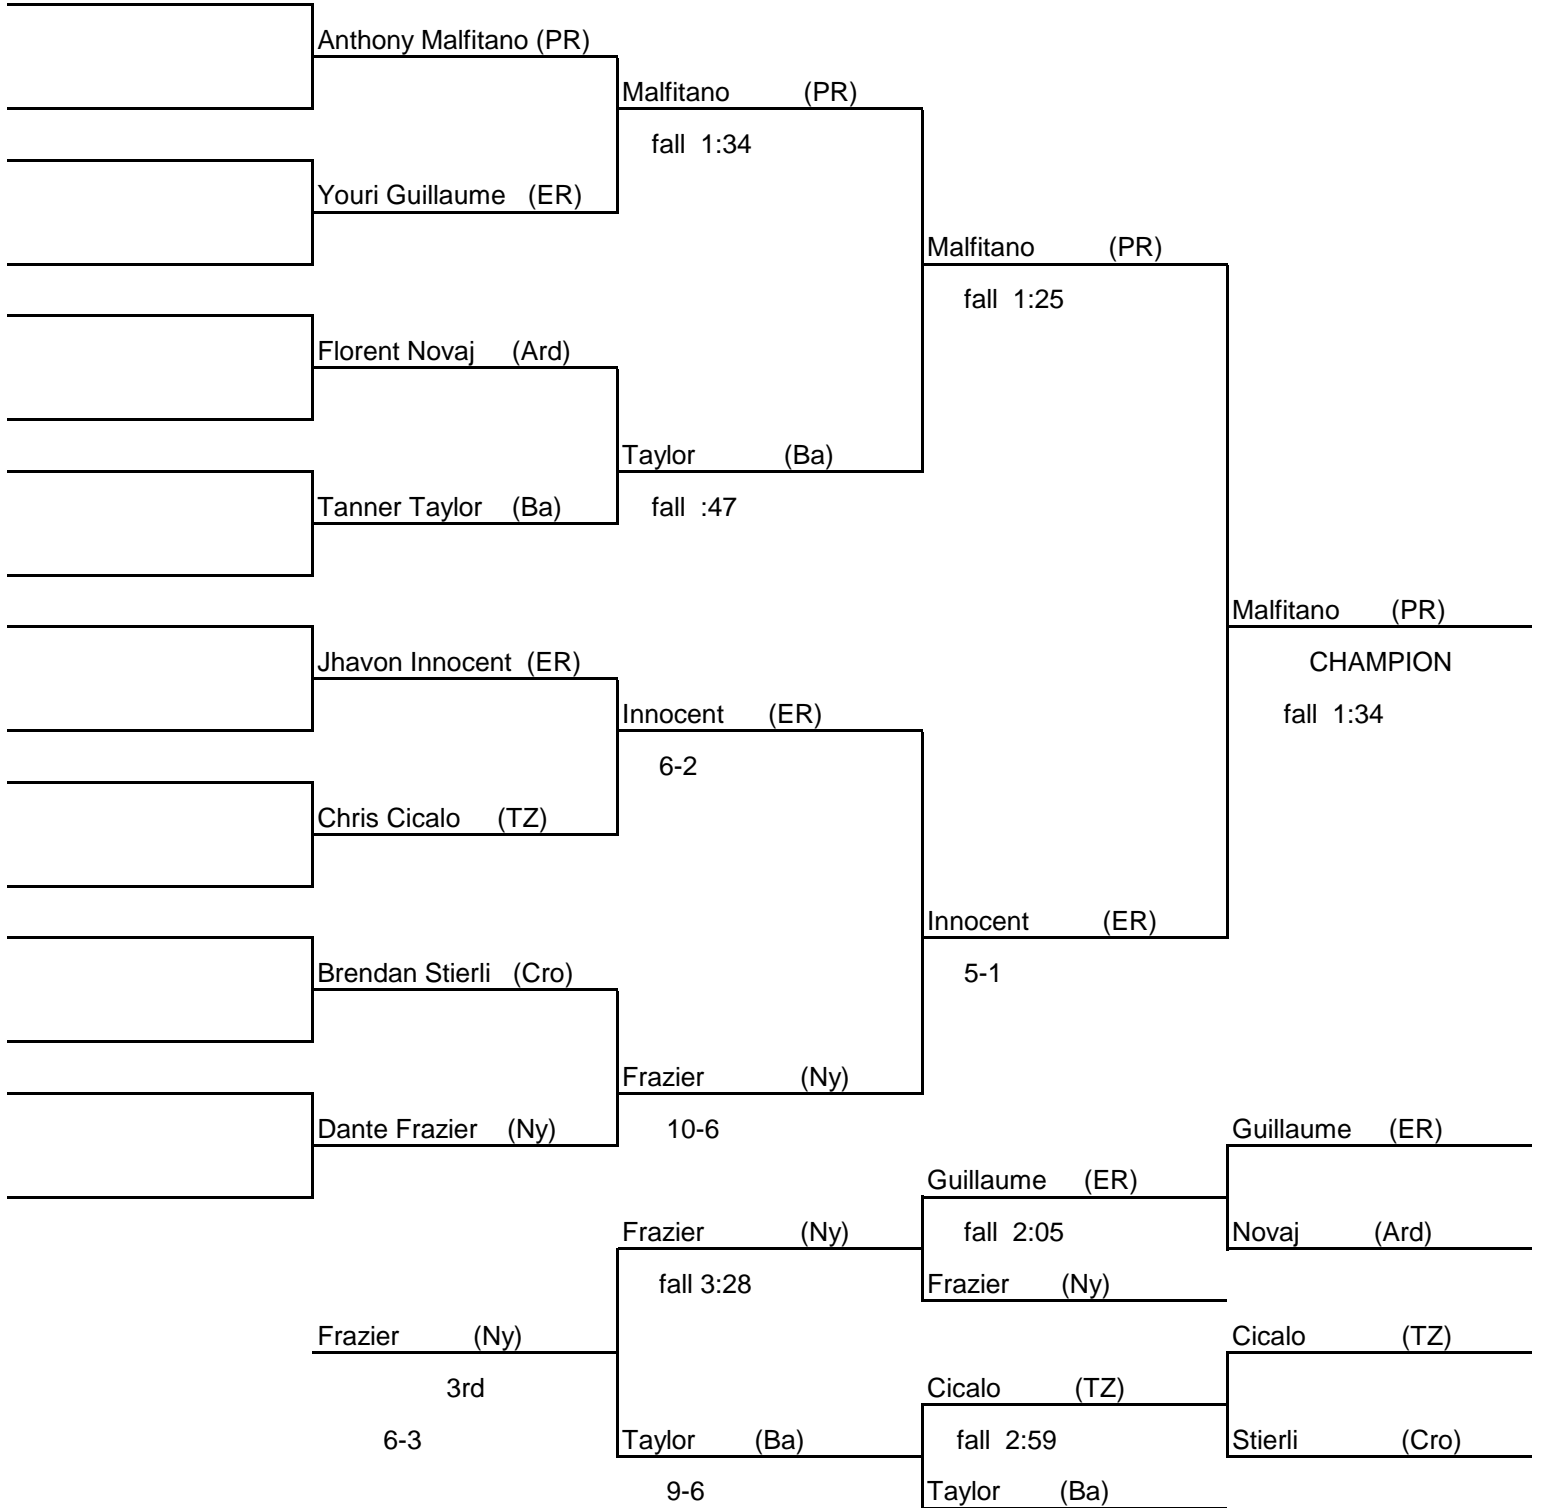 Anthony Malfitano (PR)
Malfitano (PR)
fall 1:34
Youri Guillaume (ER)
Malfitano (PR)
fall 1:25
Florent Novaj (Ard)
Taylor (Ba)
Tanner Taylor (Ba) fall :47
Malfitano (PR)
Jhavon Innocent (ER) CHAMPION
Innocent (ER) fall 1:34
6-2
Chris Cicalo (TZ)
Innocent (ER)
Brendan Stierli (Cro) 5-1
Frazier (Ny)
Dante Frazier (Ny) 10-6 Guillaume (ER)
Guillaume (ER)
Frazier (Ny) fall 2:05 Novaj (Ard)
fall 3:28 Frazier (Ny)
Frazier (Ny) Cicalo (TZ)
3rd Cicalo (TZ)
6-3 Taylor (Ba) fall 2:59 Stierli (Cro)
9-6 Taylor (Ba)